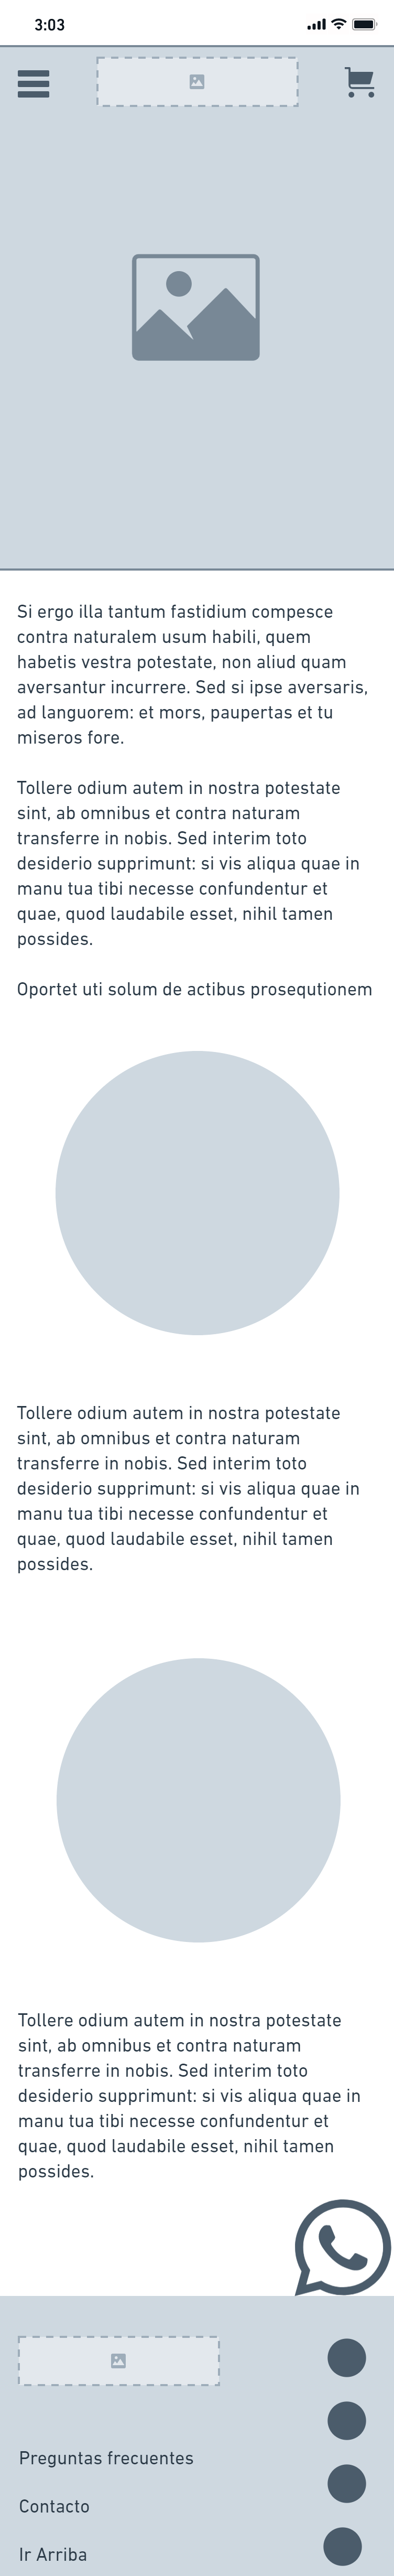 3:03
Si ergo illa tantum fastidium compesce
contra naturalem usum habili, quem
habetis vestra potestate, non aliud quam
aversantur incurrere. Sed si ipse aversaris,
ad languorem: et mors, paupertas et tu
miseros fore.
Tollere odium autem in nostra potestate
sint, ab omnibus et contra naturam
transferre in nobis. Sed interim toto
desiderio supprimunt: si vis aliqua quae in
manu tua tibi necesse confundentur et
quae, quod laudabile esset, nihil tamen
possides.
Oportet uti solum de actibus prosequtionem
Tollere odium autem in nostra potestate
sint, ab omnibus et contra naturam
transferre in nobis. Sed interim toto
desiderio supprimunt: si vis aliqua quae in
manu tua tibi necesse confundentur et
quae, quod laudabile esset, nihil tamen
possides.
Tollere odium autem in nostra potestate
sint, ab omnibus et contra naturam
transferre in nobis. Sed interim toto
desiderio supprimunt: si vis aliqua quae in
manu tua tibi necesse confundentur et
quae, quod laudabile esset, nihil tamen
possides.
Preguntas frecuentes
Contacto
Ir Arriba